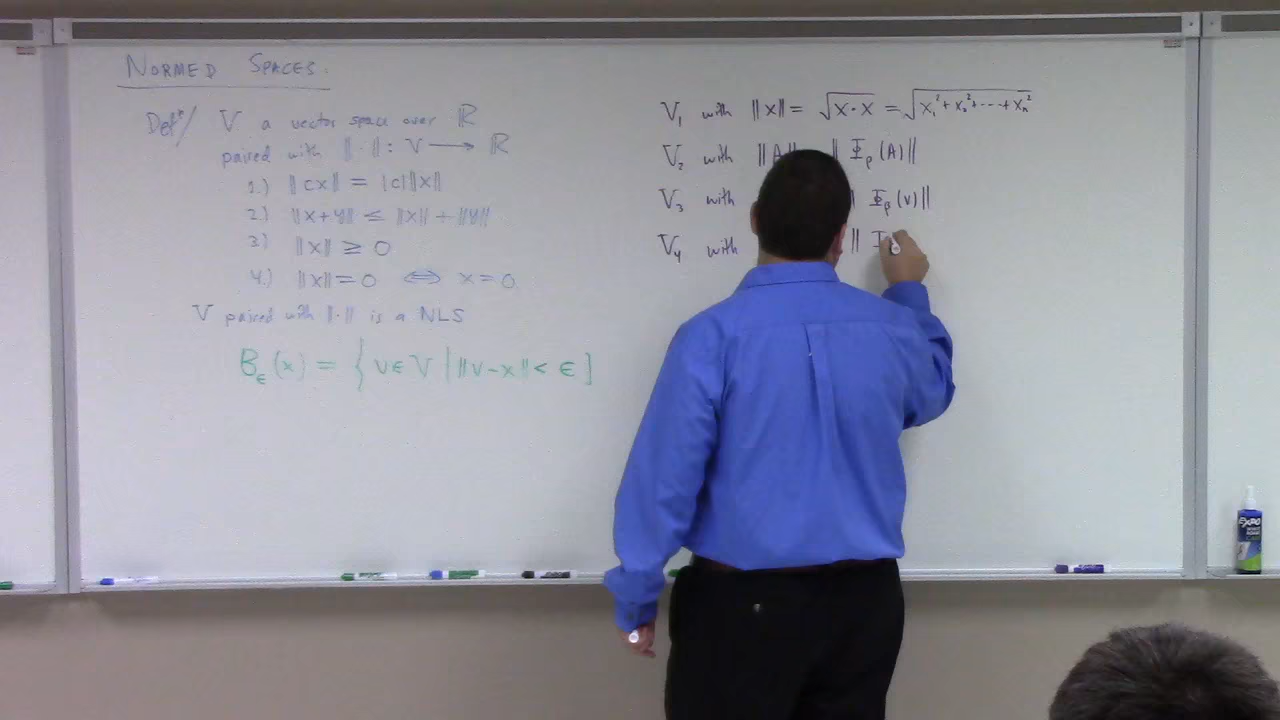 NORMED SPACES.
Defⁿ/ V a vector space over ℝ
paired with ‖·‖: V ⟶ ℝ
1.) ‖cx‖ = |c|‖x‖
2.) ‖x+y‖ ≤ ‖x‖+‖y‖
3.) ‖x‖ ≥ 0
4.) ‖x‖=0 ⟺ x=0
V paired with ‖·‖ is a NLS
B_ε(x) = { v ∈ V | ‖v-x‖ < ε ]
V₁ with ‖x‖ = √x·x = √x₁²+x₂²+---+xₙ²
V₂ with ‖A‖ ‖Φ_β(A)‖
V₃ with ‖Φ_β(v)‖
V₄ with ‖
EXPO